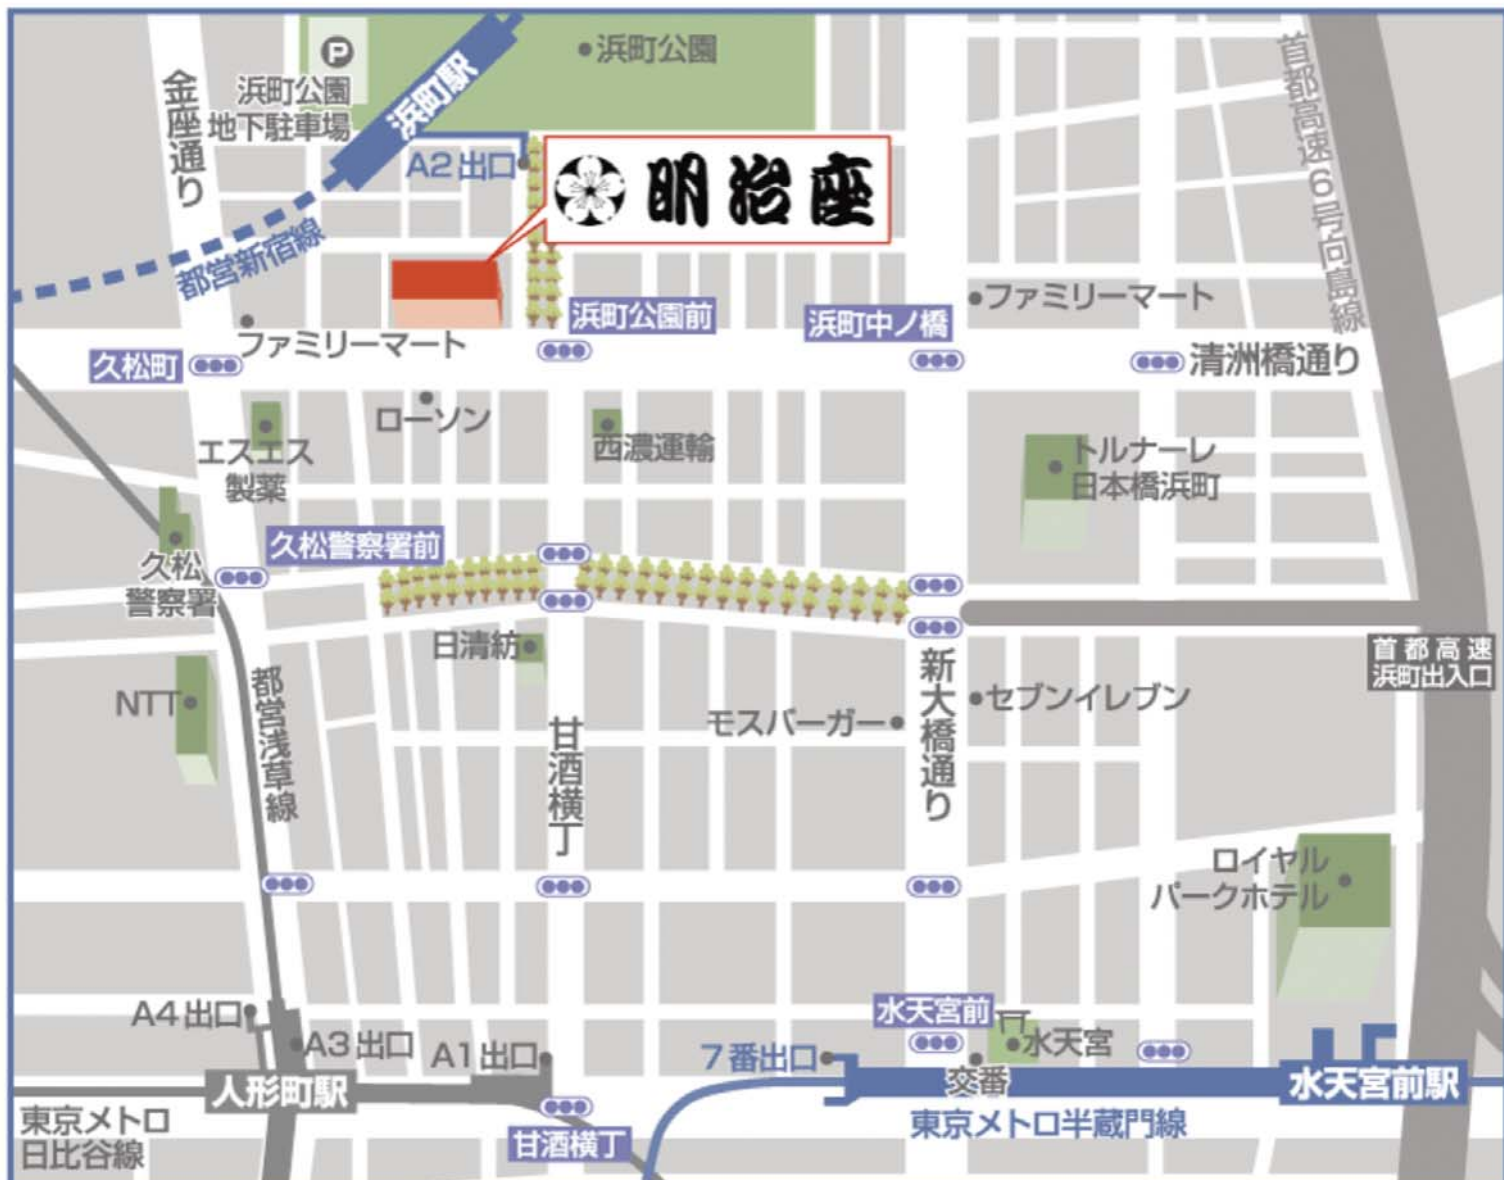 金座通り
P
浜町公園
地下駐車場
浜町駅
浜町公園
A2出口
明治座
首都高速6号向島線
都営新宿線
ファミリーマート
久松町
浜町公園前
浜町中ノ橋
ファミリーマート
清洲橋通り
エスエス
製薬
ローソン
西濃運輸
トルナーレ
日本橋浜町
久松
警察署
久松警察署前
日清紡
首都高速
浜町出入口
NTT
都営浅草線
甘酒横丁
モスバーガー
新大橋通り
セブンイレブン
ロイヤル
パークホテル
A4出口
A3出口
A1出口
人形町駅
7番出口
水天宮前
水天宮
交番
水天宮前駅
東京メトロ
日比谷線
甘酒横丁
東京メトロ半蔵門線